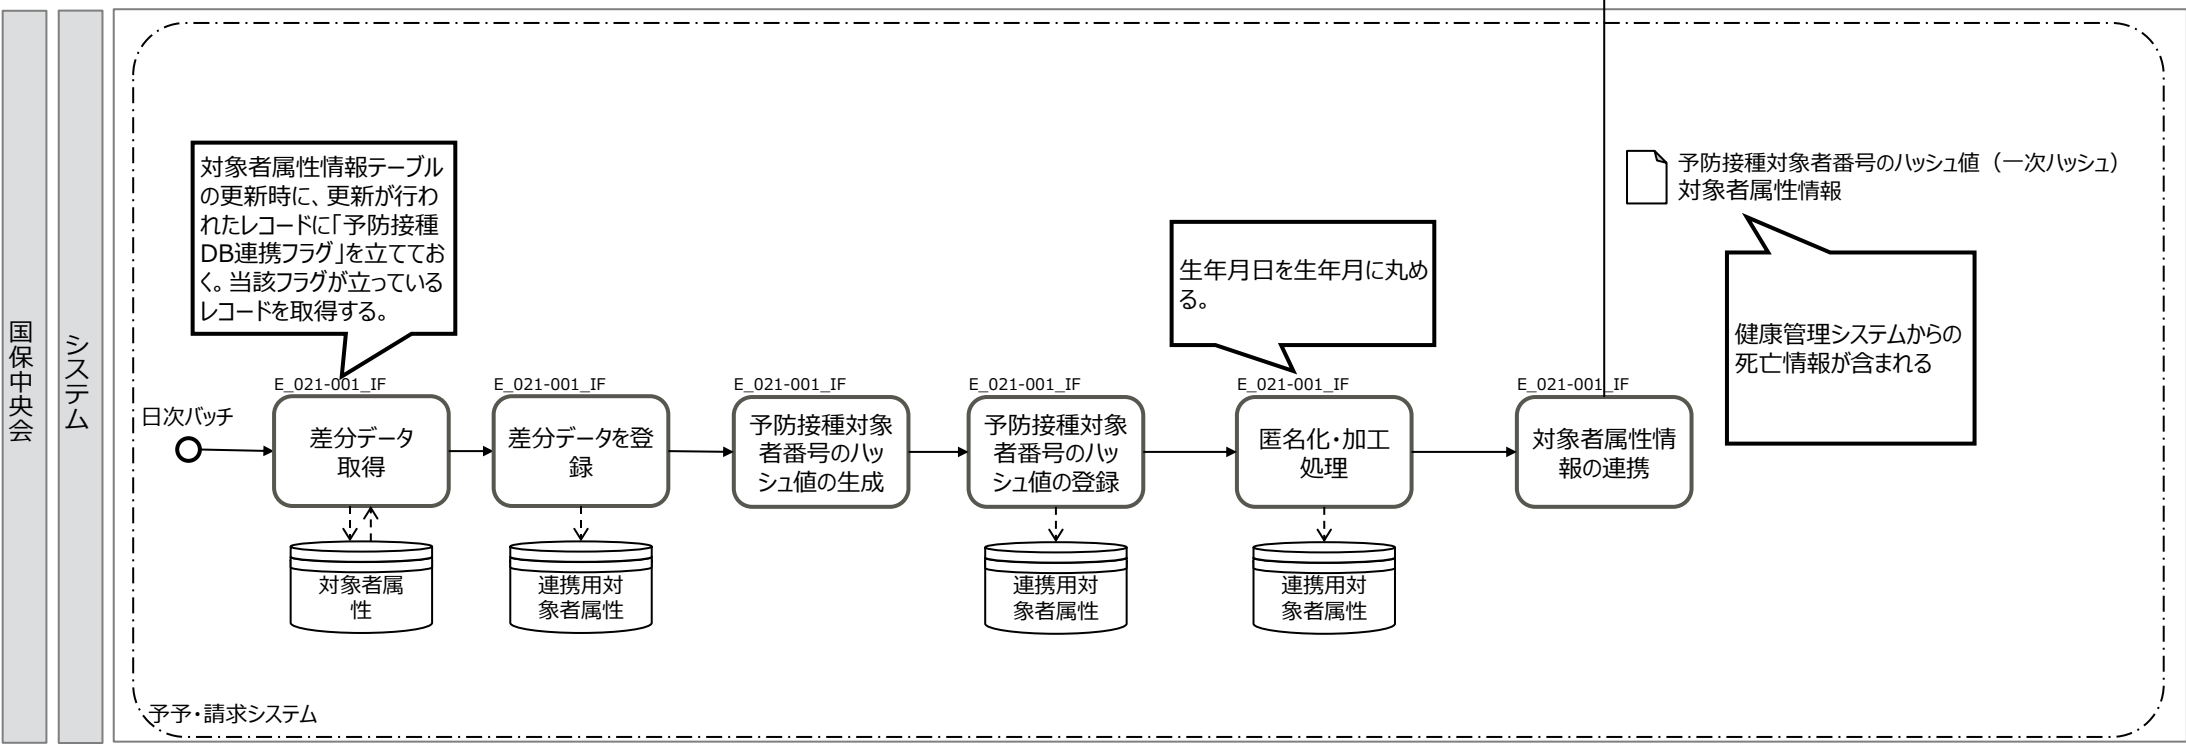 国保中央会
システム
対象者属性情報テーブル
の更新時に、更新が行わ
れたレコードに「予防接種
DB連携フラグ」を立ててお
く。当該フラグが立っている
レコードを取得する。
生年月日を生年月に丸め
る。
予防接種対象者番号のハッシュ値（一次ハッシュ）
対象者属性情報
健康管理システムからの
死亡情報が含まれる
日次バッチ
E_021-001_IF
差分データ
取得
E_021-001_IF
差分データを登
録
E_021-001_IF
予防接種対象
者番号のハッ
シュ値の生成
E_021-001_IF
予防接種対象
者番号のハッ
シュ値の登録
E_021-001_IF
匿名化・加工
処理
E_021-001_IF
対象者属性情
報の連携
対象者属
性
連携用対
象者属性
連携用対
象者属性
連携用対
象者属性
予予・請求システム